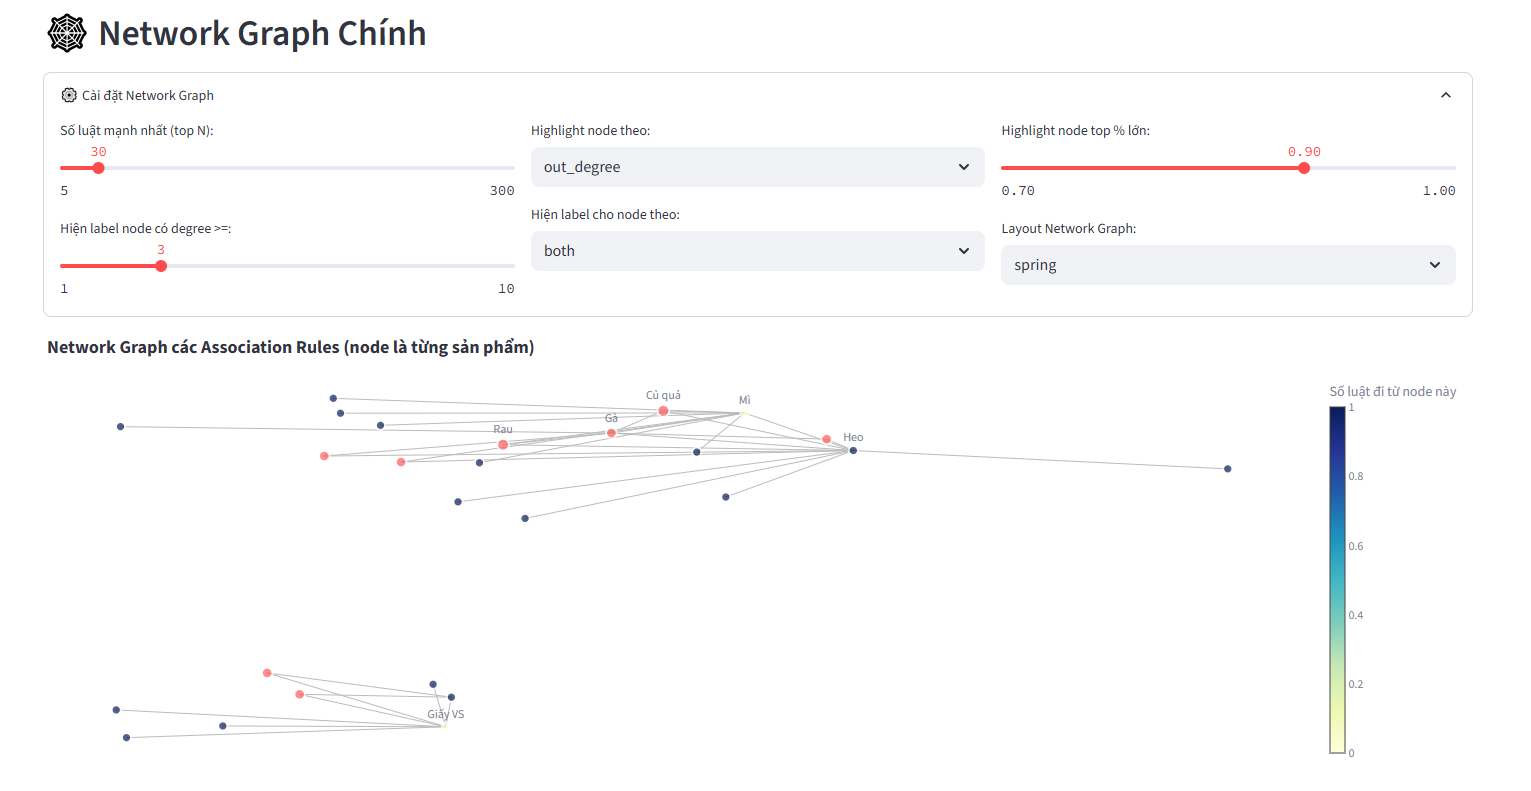 Network Graph Chính
Cài đặt Network Graph
Số luật mạnh nhất (top N):
30
5 300
Hiện label node có degree >=:
3
1 10
Highlight node theo:
out_degree
Hiện label cho node theo:
both
Highlight node top % lớn:
0.90
0.70 1.00
Layout Network Graph:
spring
Network Graph các Association Rules (node là từng sản phẩm)
Củ quả
Mì
Gà
Rau
Heo
Giấy VS
Số luật đi từ node này
1
0.8
0.6
0.4
0.2
0